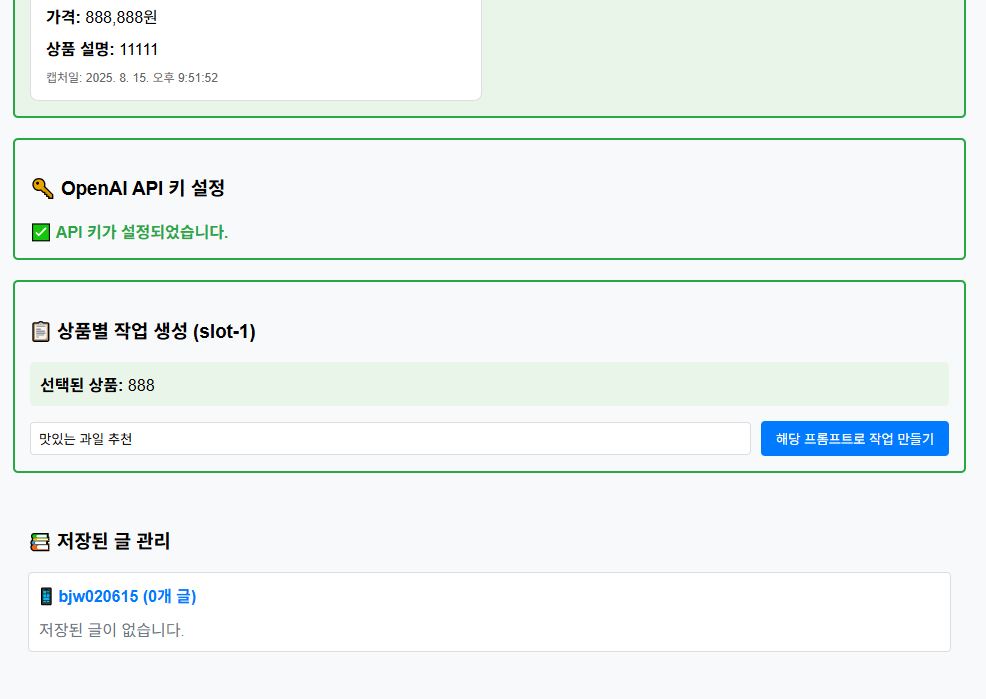 가격: 888,888원
상품 설명: 11111
캡처일: 2025. 8. 15. 오후 9:51:52
🔑 OpenAI API 키 설정
✅ API 키가 설정되었습니다.
📋 상품별 작업 생성 (slot-1)
선택된 상품: 888
맛있는 과일 추천
해당 프롬프트로 작업 만들기
📚 저장된 글 관리
📱 bjw020615 (0개 글)
저장된 글이 없습니다.